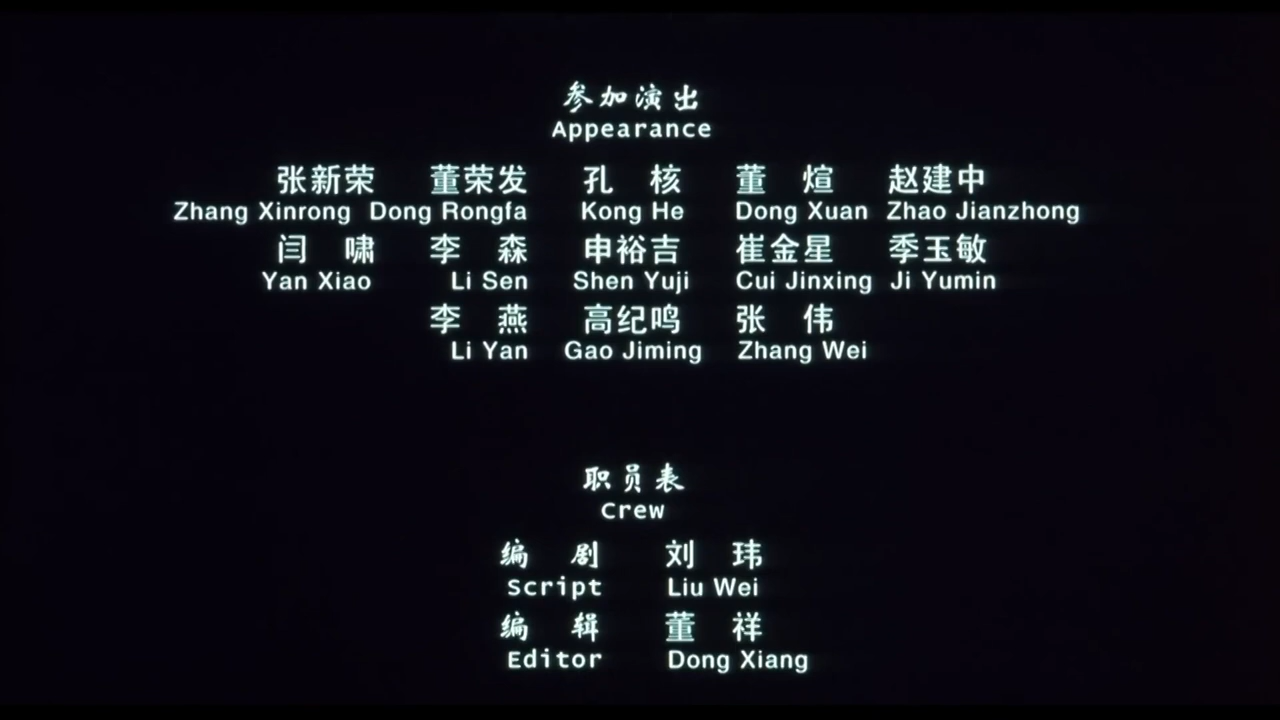 参加演出
Appearance
张新荣 董荣发 孔 核 董 煊 赵建中
Zhang Xinrong Dong Rongfa Kong He Dong Xuan Zhao Jianzhong
闫 啸 李 森 申裕吉 崔金星 季玉敏
Yan Xiao Li Sen Shen Yuji Cui Jinxing Ji Yumin
李 燕 高纪鸣 张 伟
Li Yan Gao Jiming Zhang Wei
职员表
Crew
编 剧 刘 玮
Script Liu Wei
编 辑 董 祥
Editor Dong Xiang